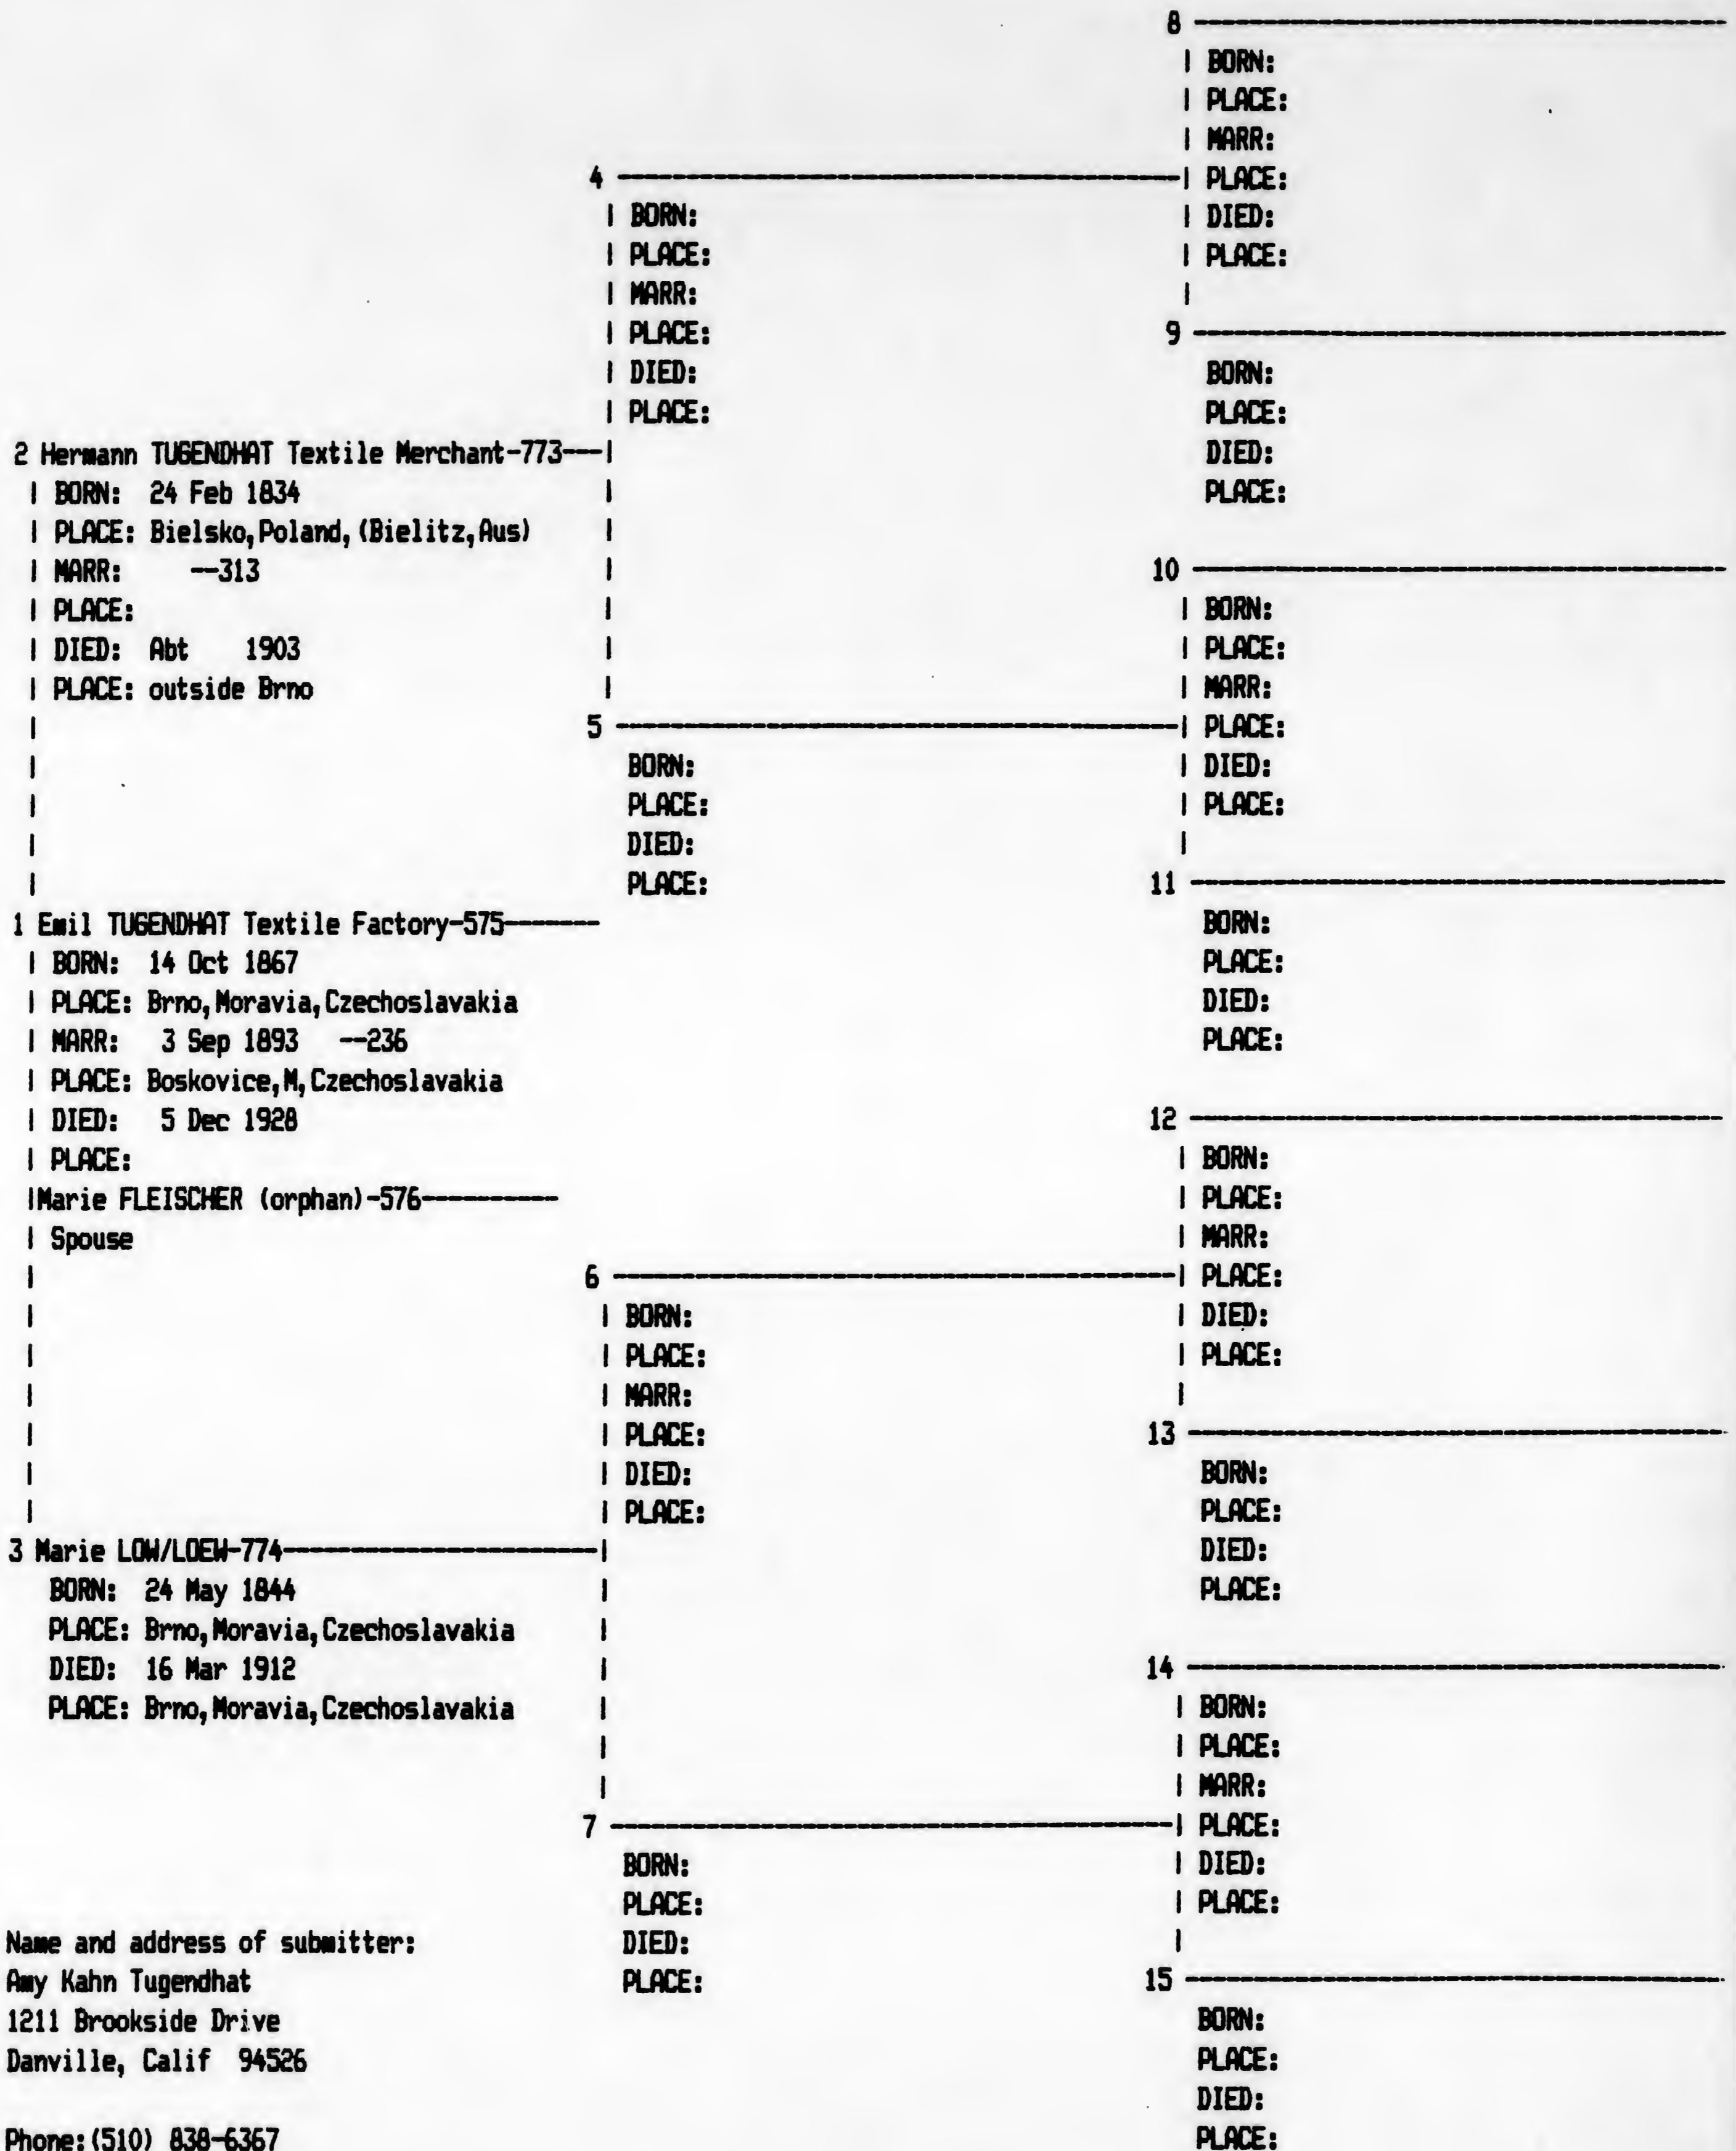 2 Hermann TUGENDHAT Textile Merchant-773
BORN: 24 Feb 1834
PLACE: Bielsko,Poland,(Bielitz,Aus)
MARR: --313
PLACE:
DIED: Abt 1903
PLACE: outside Brno
1 Emil TUGENDHAT Textile Factory-575
BORN: 14 Oct 1867
PLACE: Brno,Moravia,Czechoslavakia
MARR: 3 Sep 1893 --236
PLACE: Boskovice,M,Czechoslavakia
DIED: 5 Dec 1928
PLACE:
Marie FLEISCHER (orphan)-576
Spouse
3 Marie LOW/LOEW-774
BORN: 24 May 1844
PLACE: Brno,Moravia,Czechoslavakia
DIED: 16 Mar 1912
PLACE: Brno,Moravia,Czechoslavakia
Name and address of submitter:
Amy Kahn Tugendhat
1211 Brookside Drive
Danville, Calif 94526
Phone:(510) 838-6367
4
BORN:
PLACE:
MARR:
PLACE:
DIED:
PLACE:
5
BORN:
PLACE:
DIED:
PLACE:
6
BORN:
PLACE:
MARR:
PLACE:
DIED:
PLACE:
7
BORN:
PLACE:
DIED:
PLACE:
8
BORN:
PLACE:
MARR:
PLACE:
DIED:
PLACE:
9
BORN:
PLACE:
DIED:
PLACE:
10
BORN:
PLACE:
MARR:
PLACE:
DIED:
PLACE:
11
BORN:
PLACE:
DIED:
PLACE:
12
BORN:
PLACE:
MARR:
PLACE:
DIED:
PLACE:
13
BORN:
PLACE:
DIED:
PLACE:
14
BORN:
PLACE:
MARR:
PLACE:
DIED:
PLACE:
15
BORN:
PLACE:
DIED:
PLACE: